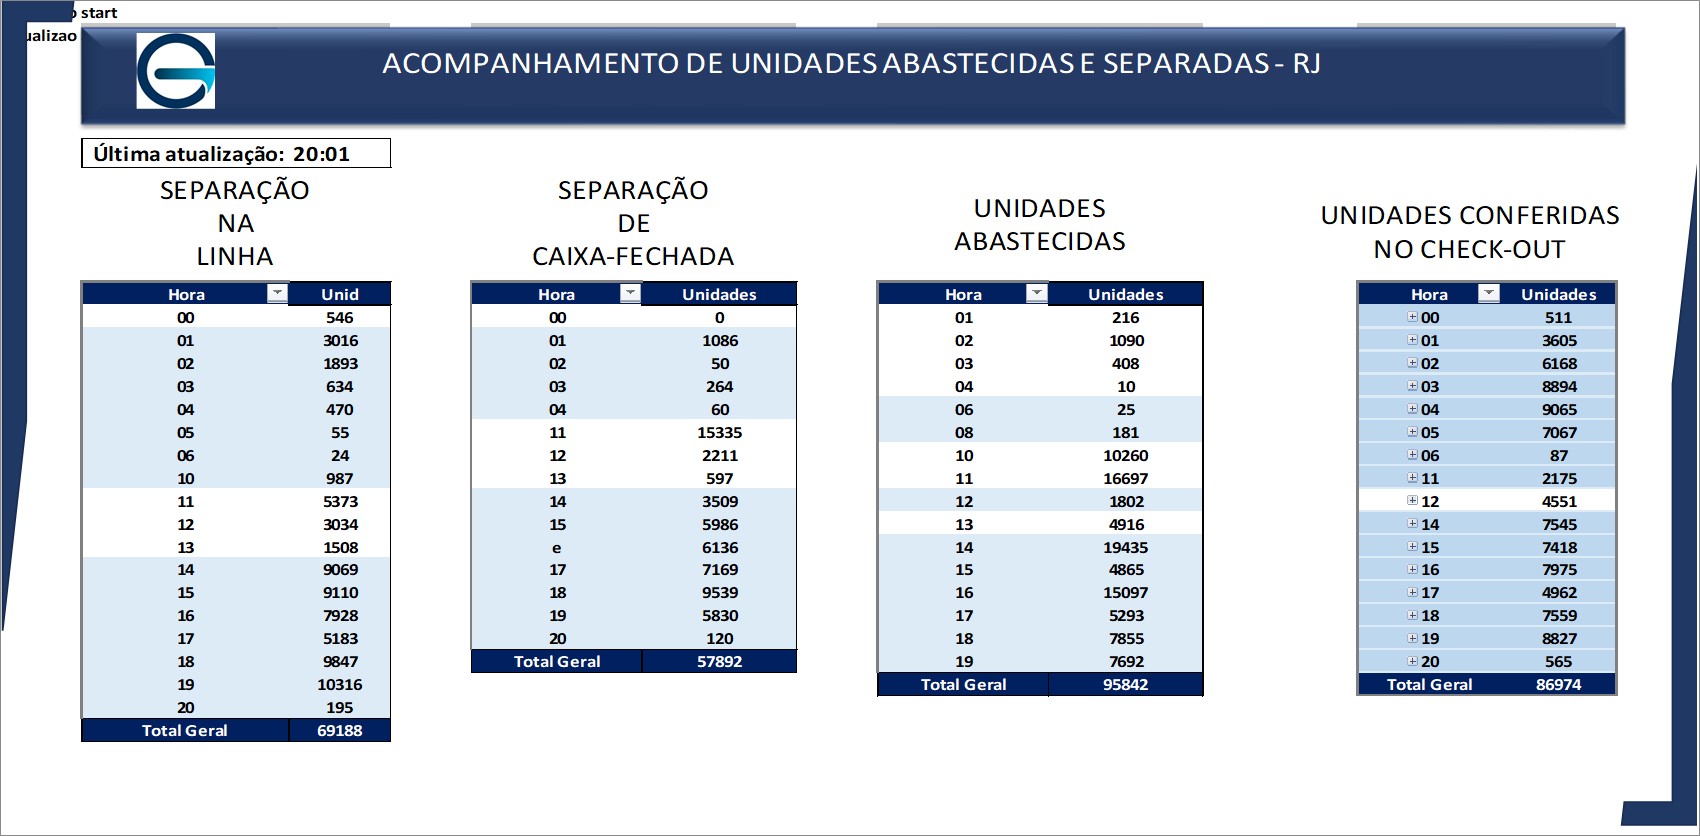 start
ualizao
ACOMPANHAMENTO DE UNIDADES ABASTECIDAS E SEPARADAS - RJ
Última atualização: 20:01
SEPARAÇÃO
NA
LINHA
Hora Unid
00 546
01 3016
02 1893
03 634
04 470
05 55
06 24
10 987
11 5373
12 3034
13 1508
14 9069
15 9110
16 7928
17 5183
18 9847
19 10316
20 195
Total Geral 69188
SEPARAÇÃO
DE
CAIXA-FECHADA
Hora Unidades
00 0
01 1086
02 50
03 264
04 60
11 15335
12 2211
13 597
14 3509
15 5986
e 6136
17 7169
18 9539
19 5830
20 120
Total Geral 57892
UNIDADES
ABASTECIDAS
Hora Unidades
01 216
02 1090
03 408
04 10
06 25
08 181
10 10260
11 16697
12 1802
13 4916
14 19435
15 4865
16 15097
17 5293
18 7855
19 7692
Total Geral 95842
UNIDADES CONFERIDAS
NO CHECK-OUT
Hora Unidades
00 511
01 3605
02 6168
03 8894
04 9065
05 7067
06 87
11 2175
12 4551
14 7545
15 7418
16 7975
17 4962
18 7559
19 8827
20 565
Total Geral 86974